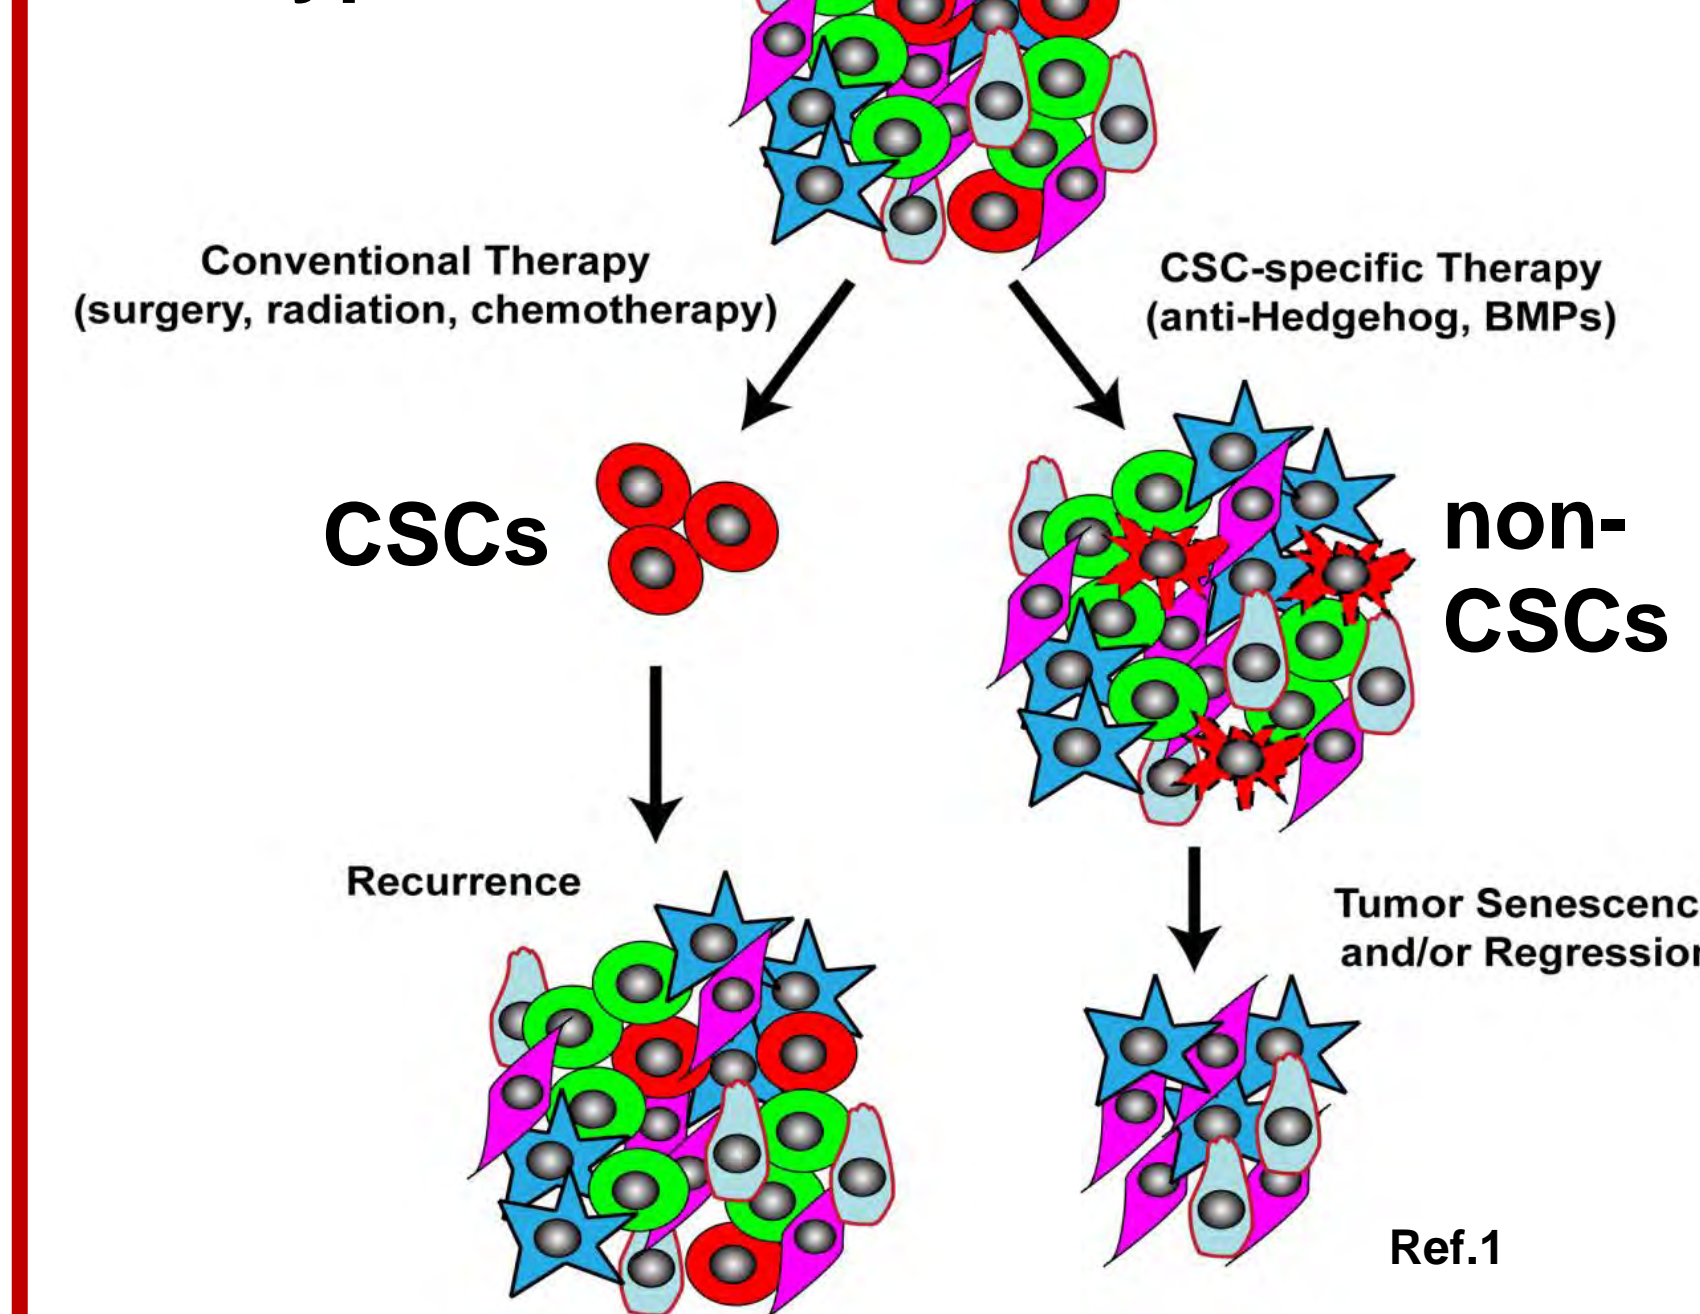 Conventional Therapy
(surgery, radiation, chemotherapy)
CSC-specific Therapy
(anti-Hedgehog, BMPs)
CSCs
non-
CSCs
Recurrence
Tumor Senescenc
and/or Regression
Ref.1